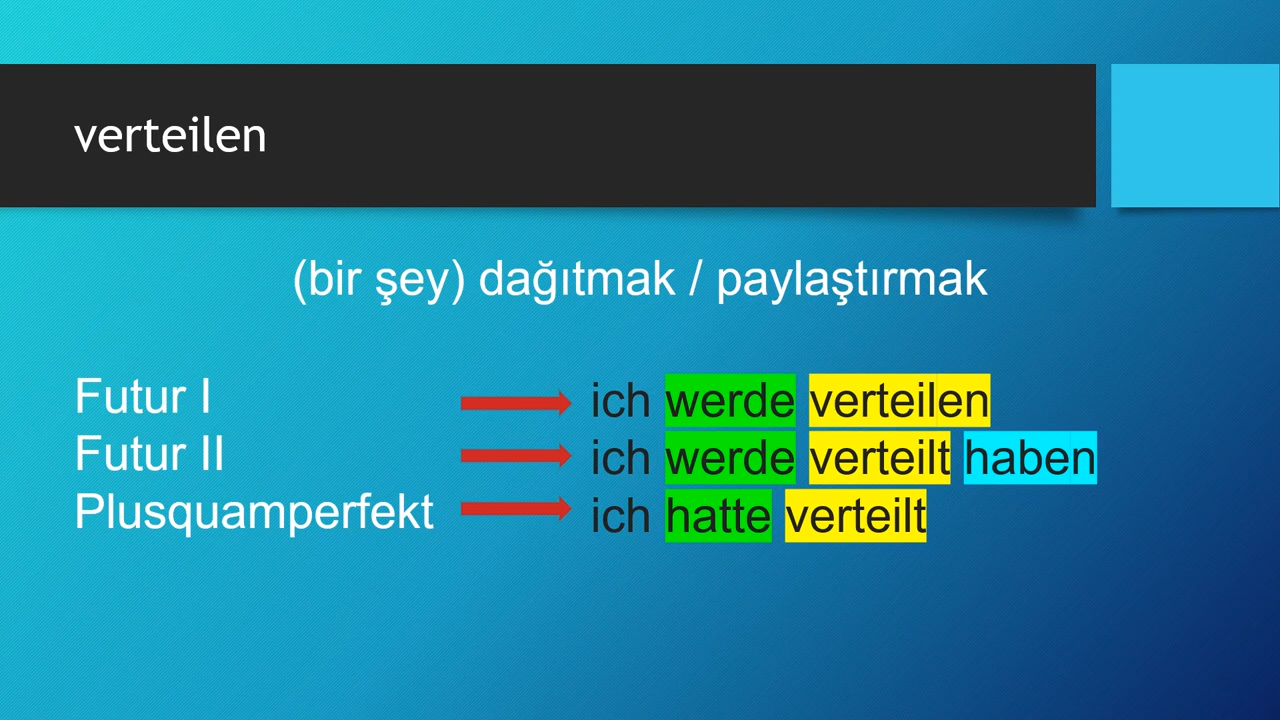 verteilen
(bir şey) dağıtmak / paylaştırmak
Futur I ich werde verteilen
Futur II ich werde verteilt haben
Plusquamperfekt ich hatte verteilt